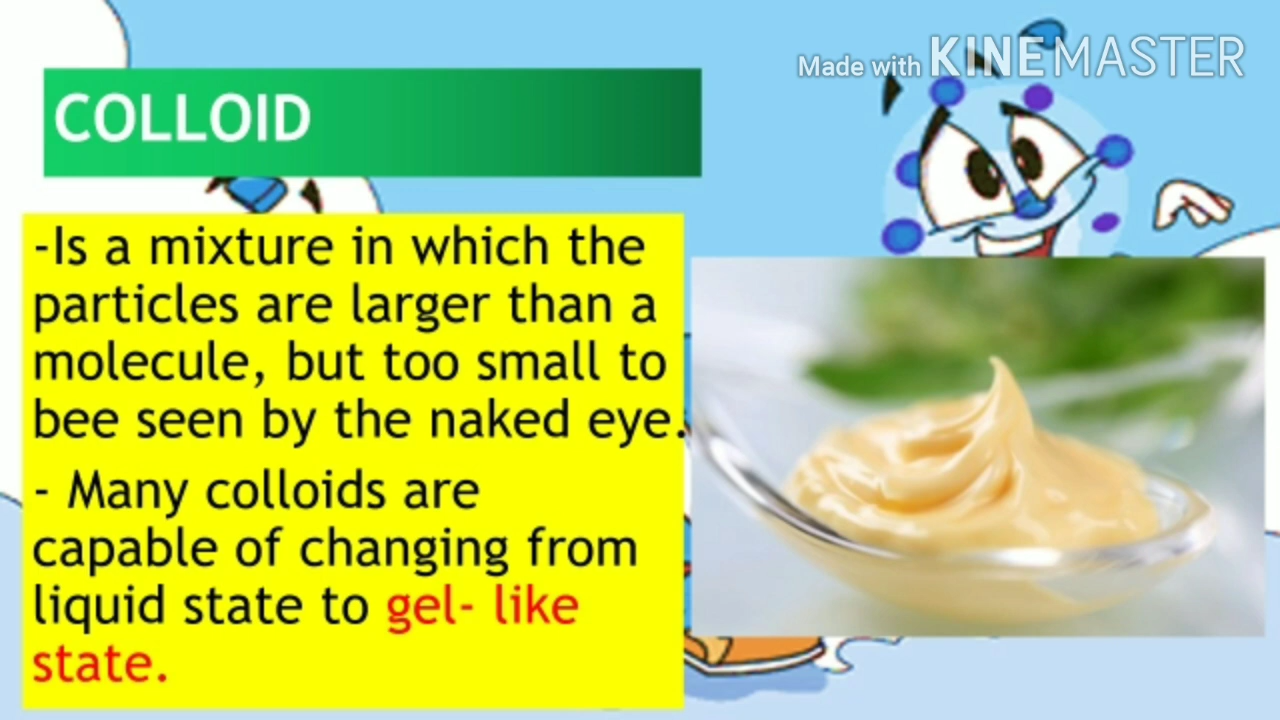 Made with KINEMASTER
COLLOID
-Is a mixture in which the
particles are larger than a
molecule, but too small to
bee seen by the naked eye.
- Many colloids are
capable of changing from
liquid state to gel- like
state.